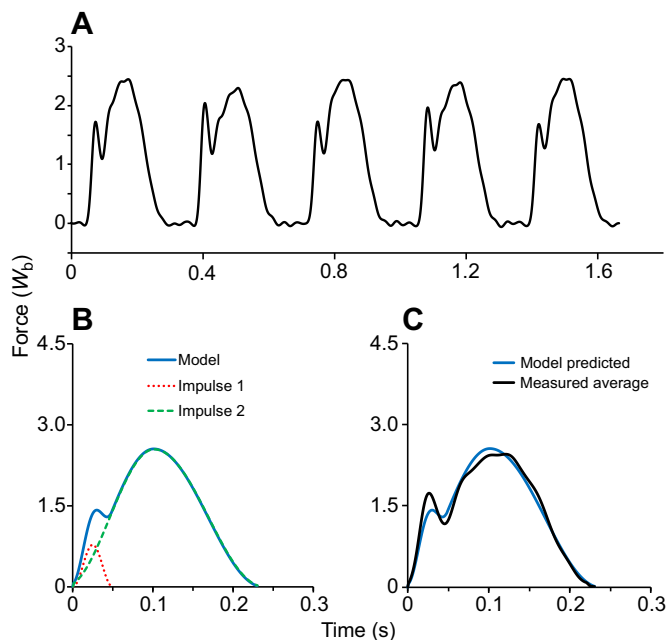 A
3
2
1
0
0
0.4
0.8
1.2
1.6
Force (Wb)
B
4.5
3.0
1.5
0
Model
Impulse 1
Impulse 2
0
0.1
0.2
0.3
C
4.5
3.0
1.5
0
Model predicted
Measured average
0
0.1
0.2
0.3
Time (s)